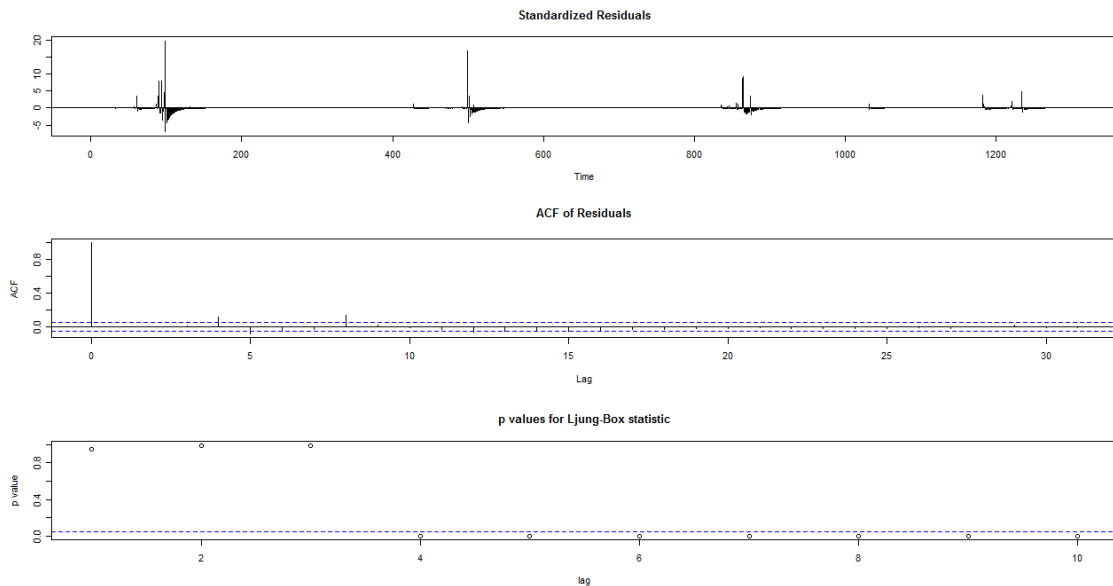 Standardized Residuals
20
10
5
0
-5
0 200 400 600 800 1000 1200
Time
ACF of Residuals
ACF
0.8
0.4
0.0
0 5 10 15 20 25 30
Lag
p values for Ljung-Box statistic
p value
0.8
0.4
0.0
2 4 6 8 10
lag